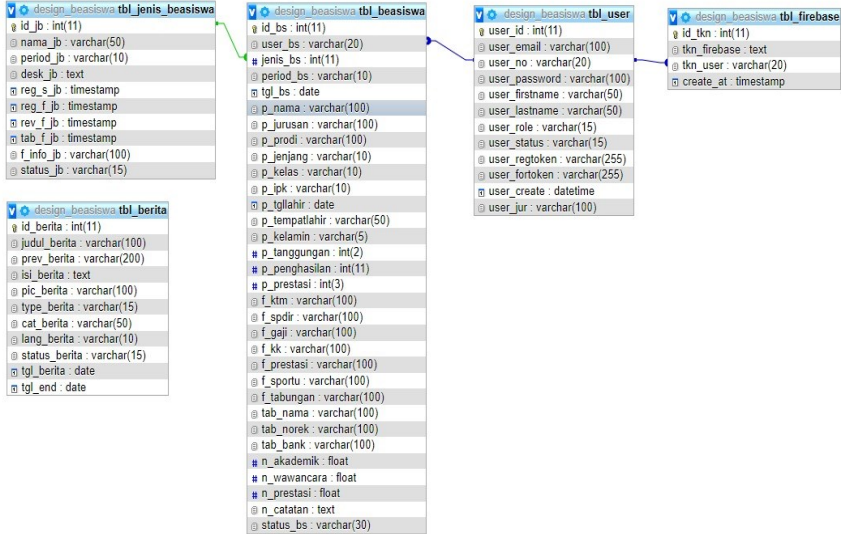 design_beasiswa tbl_jenis_beasiswa
id_jb : int(11)
nama_jb : varchar(50)
period_jb : varchar(10)
desk_jb : text
reg_s_jb : timestamp
reg_f_jb : timestamp
rev_f_jb : timestamp
tab_f_jb : timestamp
f_info_jb : varchar(100)
status_jb : varchar(15)
design_beasiswa tbl_berita
id_berita : int(11)
judul_berita : varchar(100)
prev_berita : varchar(200)
isi_berita : text
pic_berita : varchar(100)
type_berita : varchar(15)
cat_berita : varchar(50)
lang_berita : varchar(10)
status_berita : varchar(15)
tgl_berita : date
tgl_end : date
design_beasiswa tbl_beasiswa
id_bs : int(11)
user_bs : varchar(20)
# jenis_bs : int(11)
period_bs : varchar(10)
tgl_bs : date
p_nama : varchar(100)
p_jurusan : varchar(100)
p_prodi : varchar(100)
p_jenjang : varchar(10)
p_kelas : varchar(10)
p_ipk : varchar(10)
p_tgllahir : date
p_tempatlahir : varchar(50)
p_kelamin : varchar(5)
# p_tanggungan : int(2)
# p_penghasilan : int(11)
# p_prestasi : int(3)
f_ktm : varchar(100)
f_spdir : varchar(100)
f_gaji : varchar(100)
f_kk : varchar(100)
f_prestasi : varchar(100)
f_sportu : varchar(100)
f_tabungan : varchar(100)
tab_nama : varchar(100)
tab_norek : varchar(100)
tab_bank : varchar(100)
# n_akademik : float
# n_wawancara : float
# n_prestasi : float
n_catatan : text
status_bs : varchar(30)
design_beasiswa tbl_user
user_id : int(11)
user_email : varchar(100)
user_no : varchar(20)
user_password : varchar(100)
user_firstname : varchar(50)
user_lastname : varchar(50)
user_role : varchar(15)
user_status : varchar(15)
user_regtoken : varchar(255)
user_fortoken : varchar(255)
user_create : datetime
user_jur : varchar(100)
design_beasiswa tbl_firebase
id_tkn : int(11)
tkn_firebase : text
tkn_user : varchar(20)
create_at : timestamp